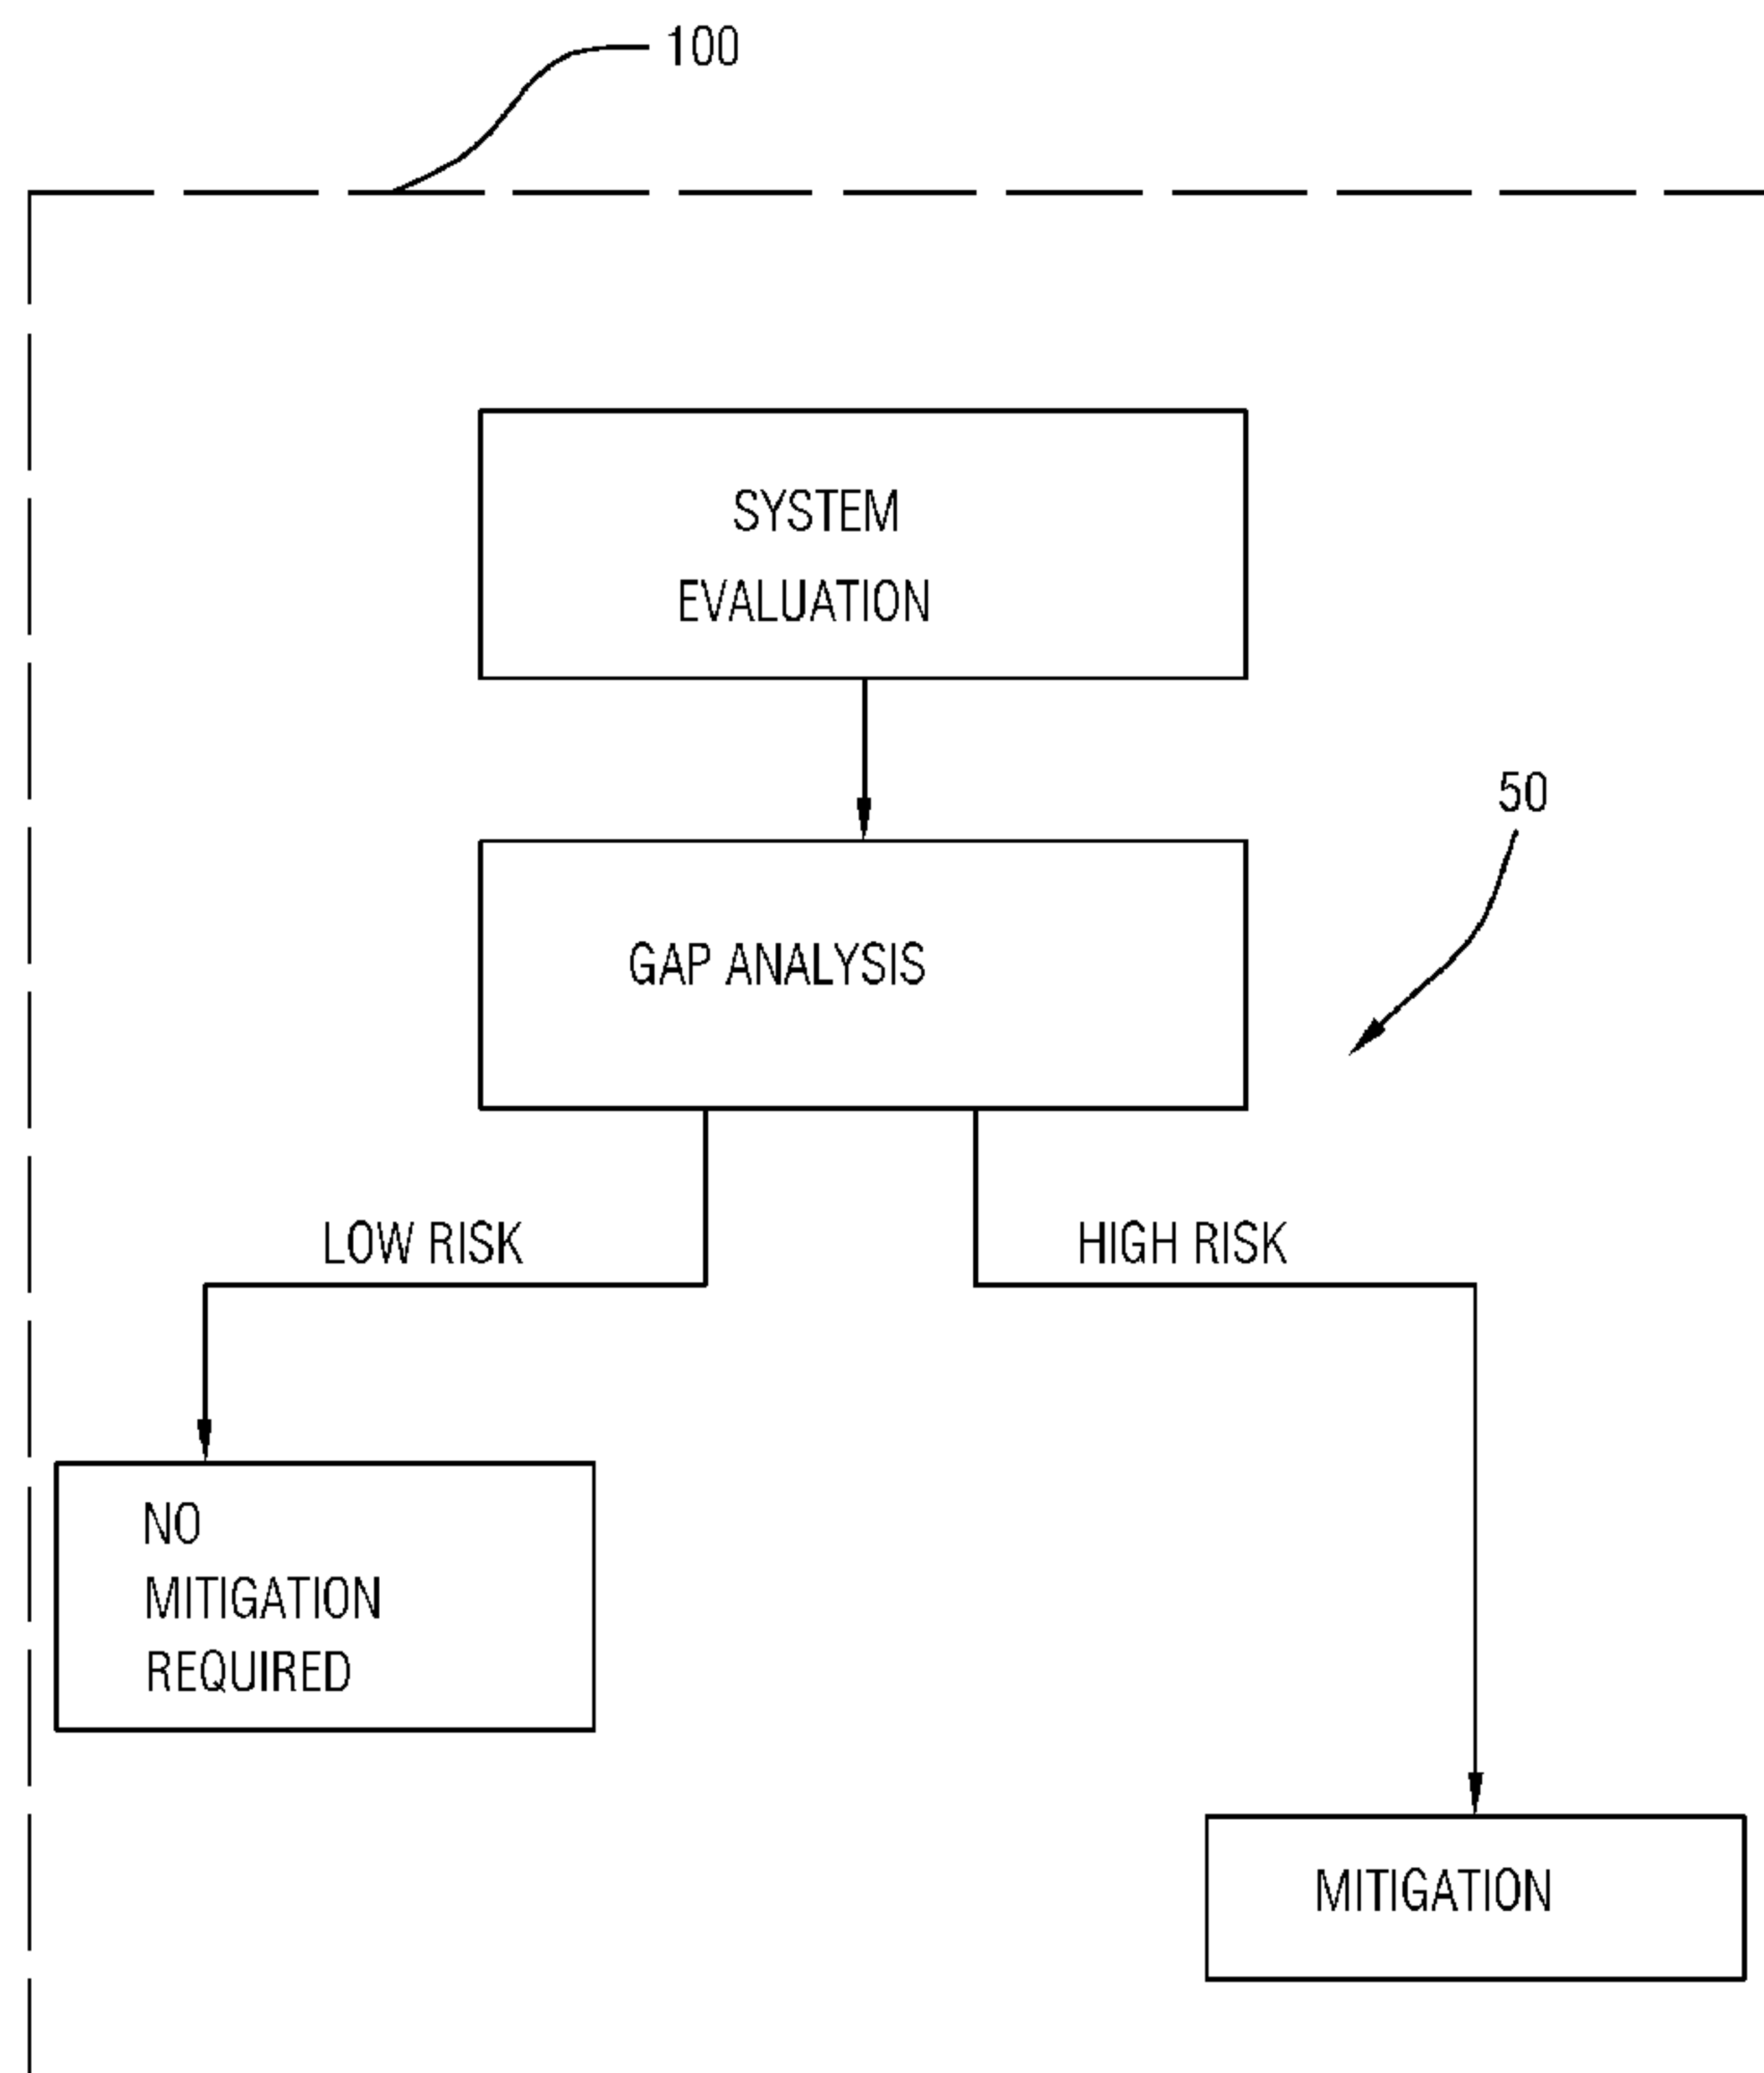 100
SYSTEM
EVALUATION
50
GAP ANALYSIS
LOW RISK
HIGH RISK
NO
MITIGATION
REQUIRED
MITIGATION